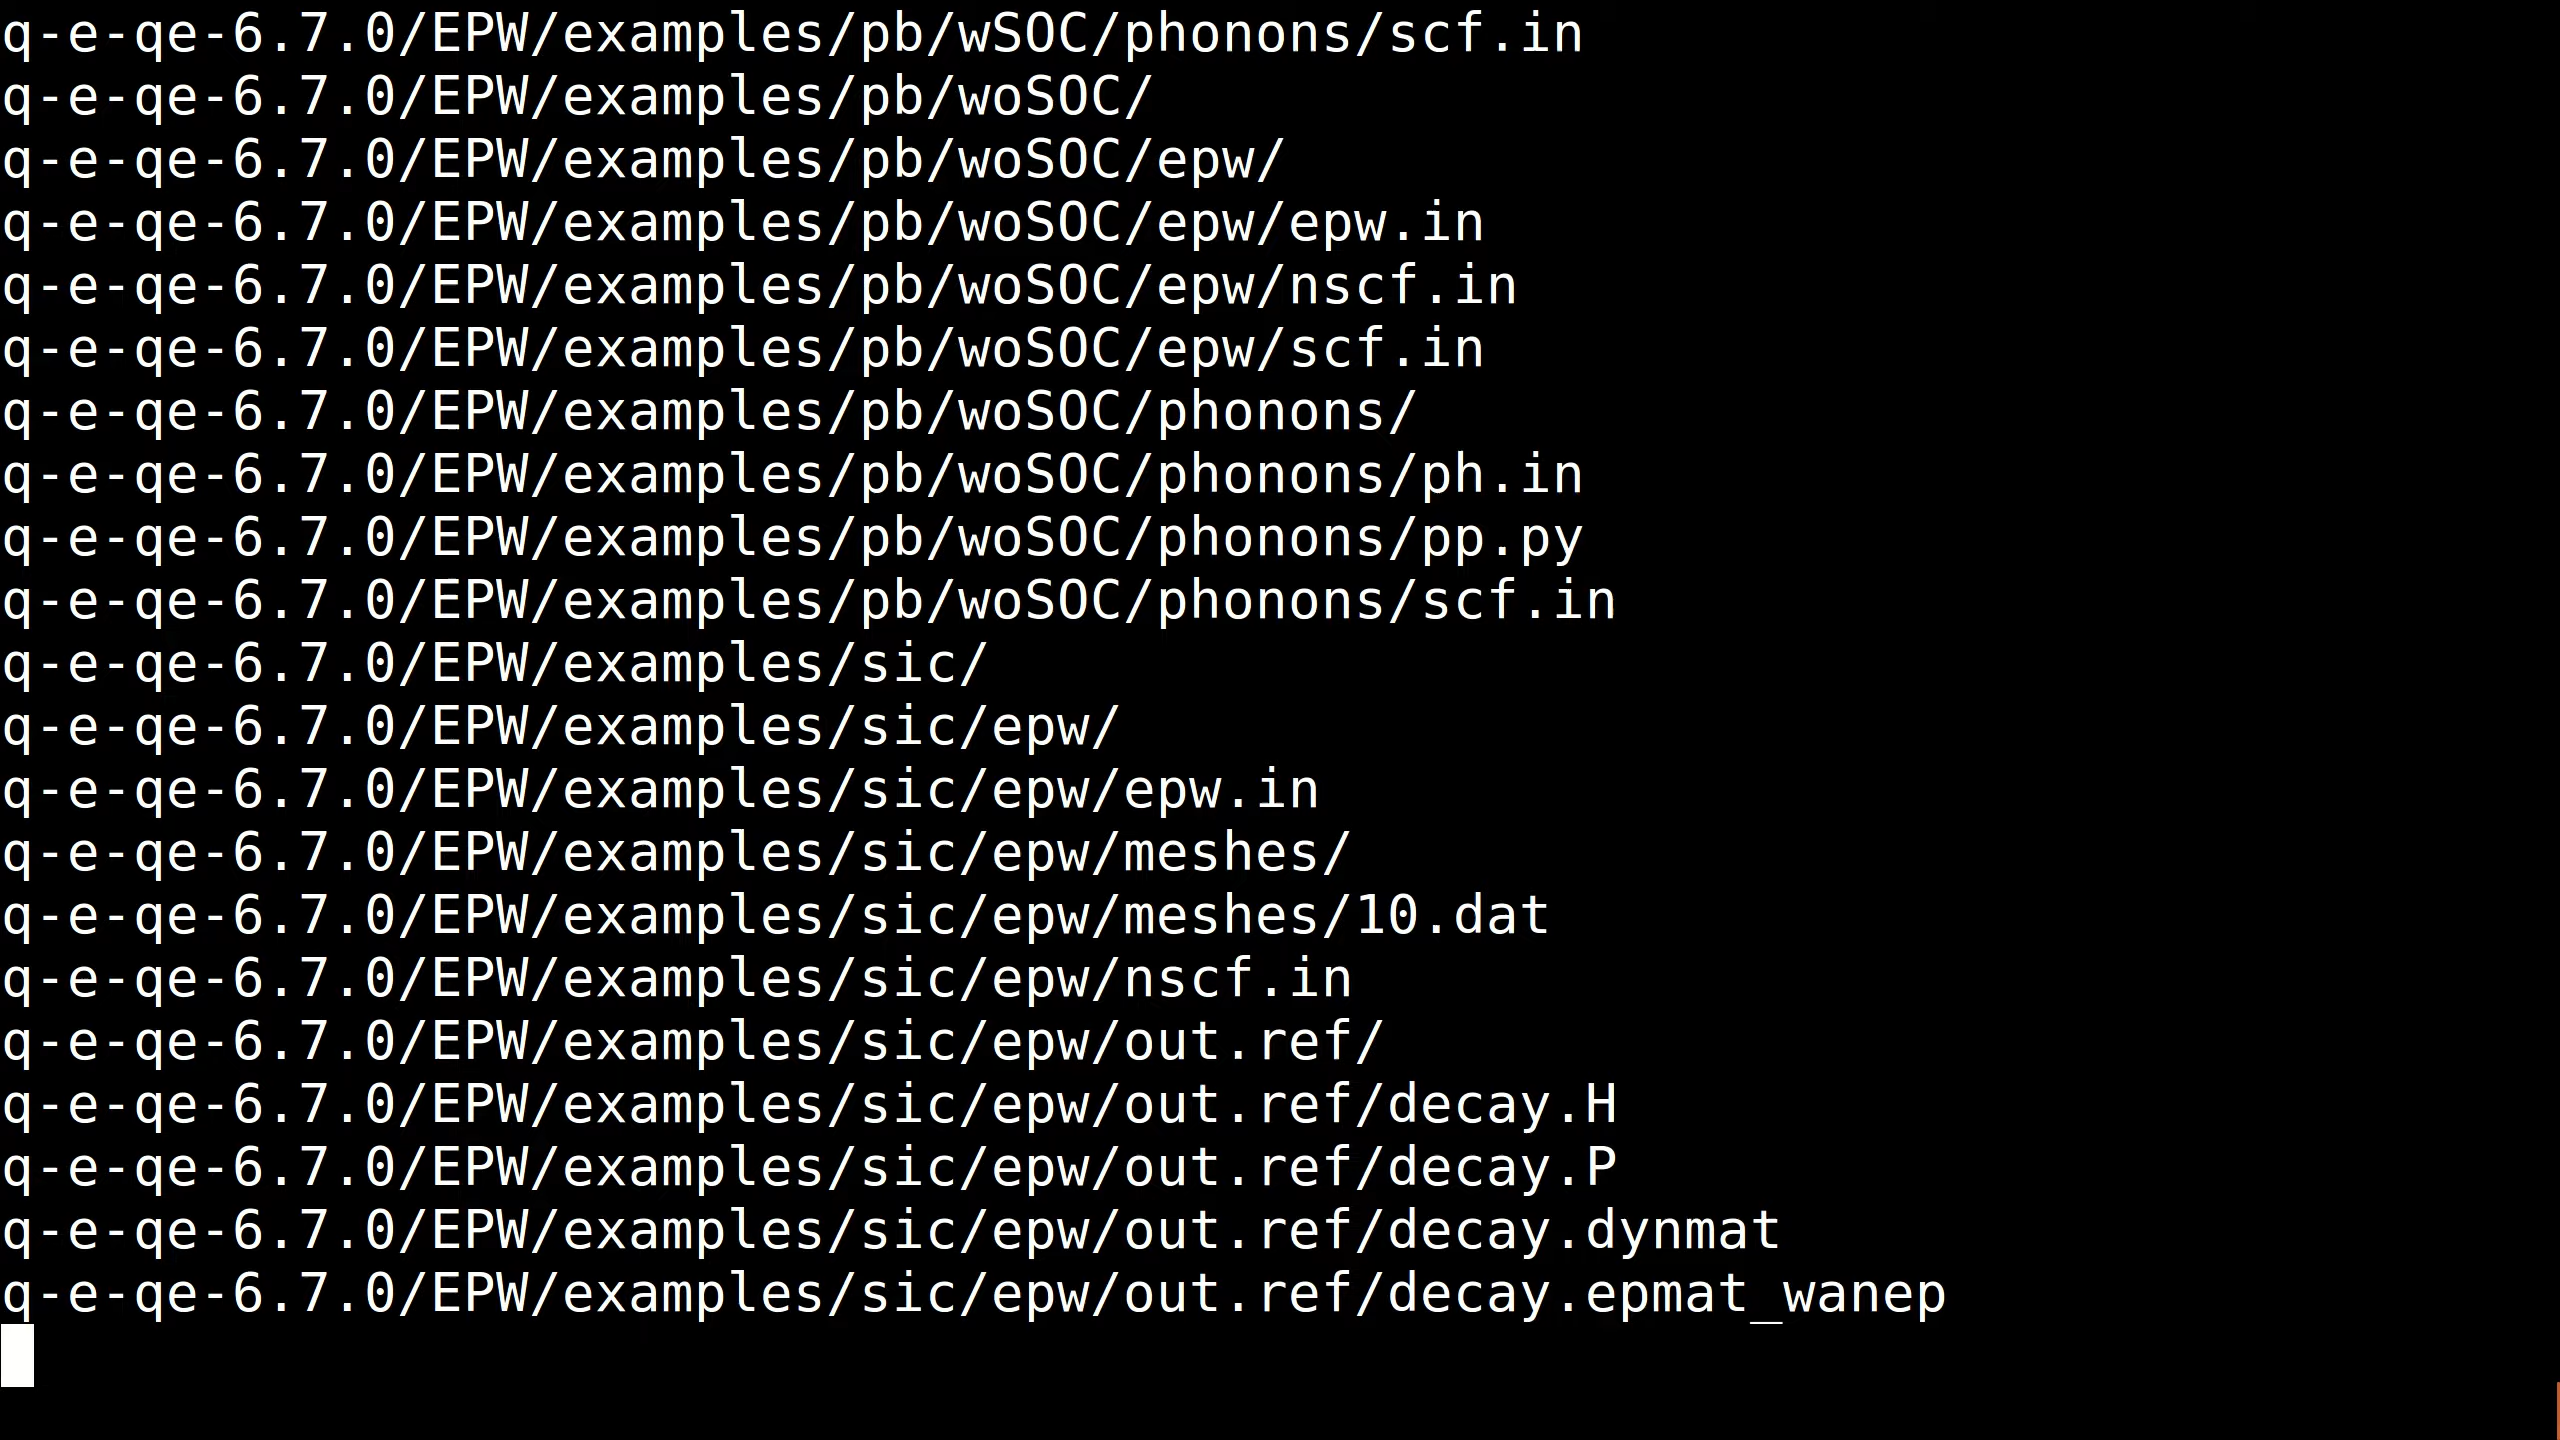 q-e-qe-6.7.0/EPW/examples/pb/wSOC/phonons/scf.in
q-e-qe-6.7.0/EPW/examples/pb/woSOC/
q-e-qe-6.7.0/EPW/examples/pb/woSOC/epw/
q-e-qe-6.7.0/EPW/examples/pb/woSOC/epw/epw.in
q-e-qe-6.7.0/EPW/examples/pb/woSOC/epw/nscf.in
q-e-qe-6.7.0/EPW/examples/pb/woSOC/epw/scf.in
q-e-qe-6.7.0/EPW/examples/pb/woSOC/phonons/
q-e-qe-6.7.0/EPW/examples/pb/woSOC/phonons/ph.in
q-e-qe-6.7.0/EPW/examples/pb/woSOC/phonons/pp.py
q-e-qe-6.7.0/EPW/examples/pb/woSOC/phonons/scf.in
q-e-qe-6.7.0/EPW/examples/sic/
q-e-qe-6.7.0/EPW/examples/sic/epw/
q-e-qe-6.7.0/EPW/examples/sic/epw/epw.in
q-e-qe-6.7.0/EPW/examples/sic/epw/meshes/
q-e-qe-6.7.0/EPW/examples/sic/epw/meshes/10.dat
q-e-qe-6.7.0/EPW/examples/sic/epw/nscf.in
q-e-qe-6.7.0/EPW/examples/sic/epw/out.ref/
q-e-qe-6.7.0/EPW/examples/sic/epw/out.ref/decay.H
q-e-qe-6.7.0/EPW/examples/sic/epw/out.ref/decay.P
q-e-qe-6.7.0/EPW/examples/sic/epw/out.ref/decay.dynmat
q-e-qe-6.7.0/EPW/examples/sic/epw/out.ref/decay.epmat_wanep